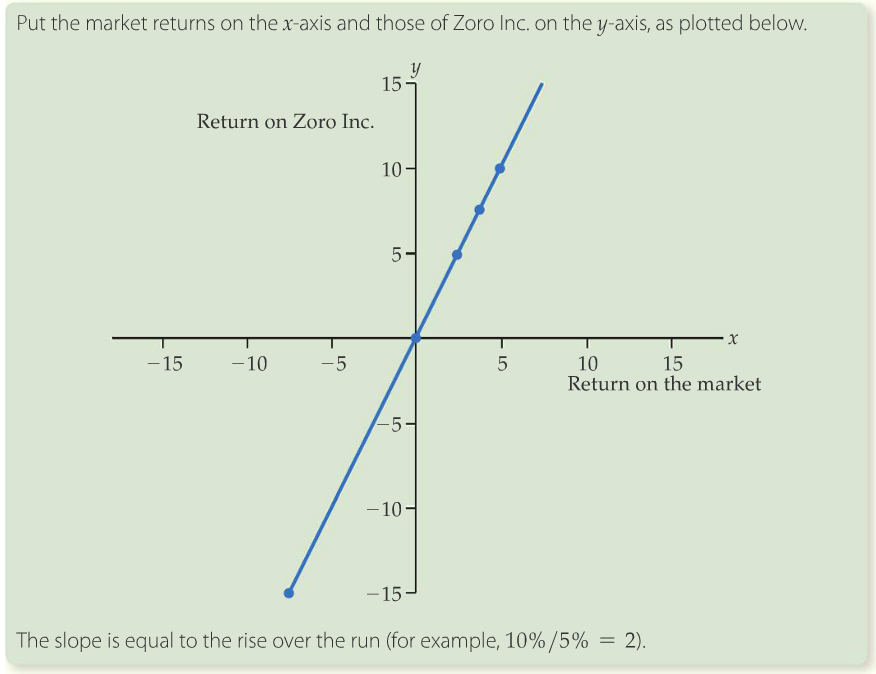 Put the market returns on the x-axis and those of Zoro Inc. on the y-axis, as plotted below.
y
15
Return on Zoro Inc.
10
5
x
−15 −10 −5 5 10 15
Return on the market
−5
−10
−15
The slope is equal to the rise over the run (for example, 10%/5% = 2).